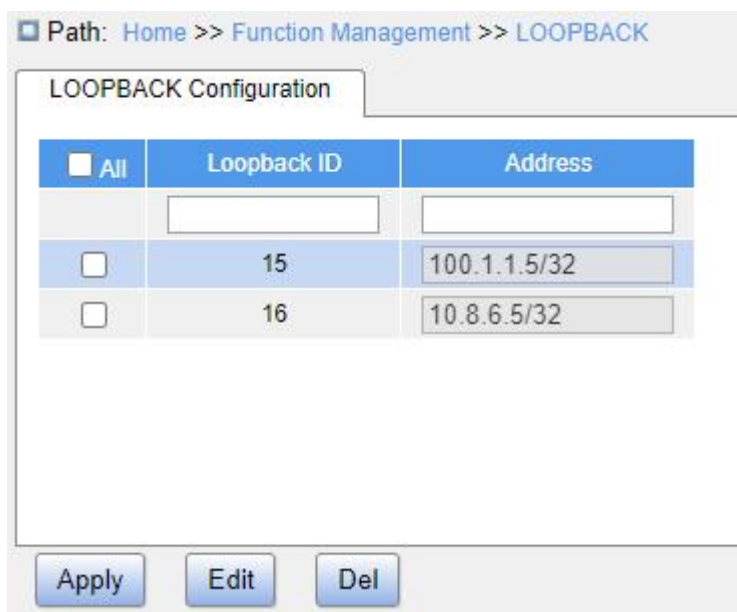 Path: Home >> Function Management >> LOOPBACK
LOOPBACK Configuration
All Loopback ID Address
15 100.1.1.5/32
16 10.8.6.5/32
Apply Edit Del